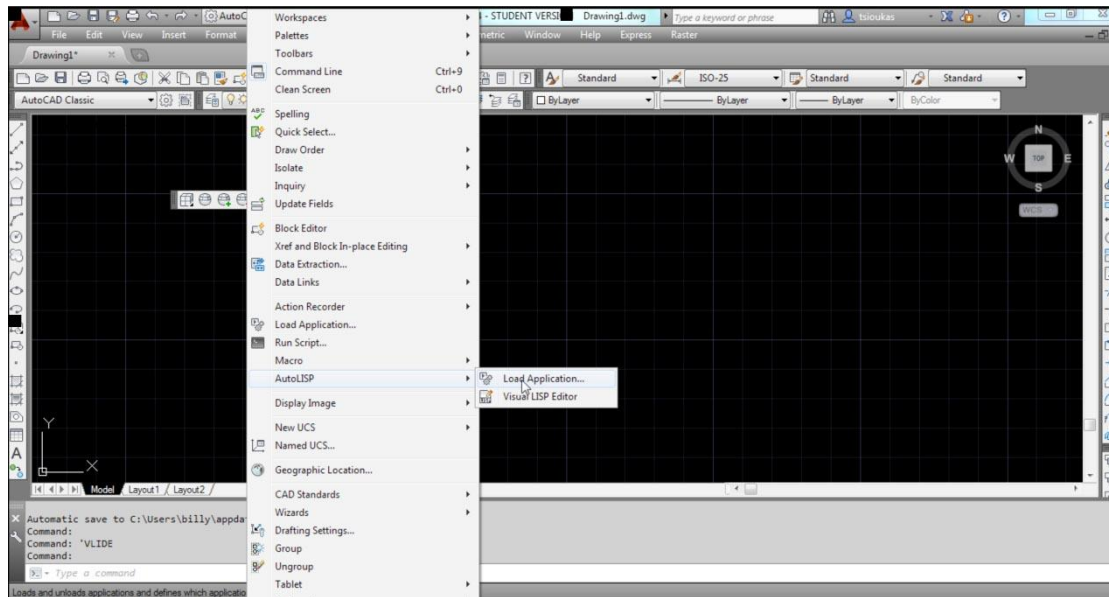 AutoC
- STUDENT VERSI
Drawing1.dwg
Type a keyword or phrase
tsioukas
File Edit View Insert Format
metric Window Help Express Raster
Drawing1*
Standard
ISO-25
Standard
Standard
AutoCAD Classic
ByLayer
ByLayer
ByLayer
ByColor
Workspaces
Palettes
Toolbars
Command Line Ctrl+9
Clean Screen Ctrl+0
ABC Spelling
Quick Select...
Draw Order
Isolate
Inquiry
Update Fields
Block Editor
Xref and Block In-place Editing
Data Extraction...
Data Links
Action Recorder
Load Application...
Run Script...
Macro
AutoLISP
Load Application...
Visual LISP Editor
Display Image
New UCS
Named UCS...
Geographic Location...
CAD Standards
Wizards
Drafting Settings...
Group
Ungroup
Tablet
N
W TOP E
S
WCS
Y
X
A
Model Layout1 Layout2
Automatic save to C:\Users\billy\appda
Command:
Command: 'VLIDE
Command:
Type a command
Loads and unloads applications and defines which applicatio